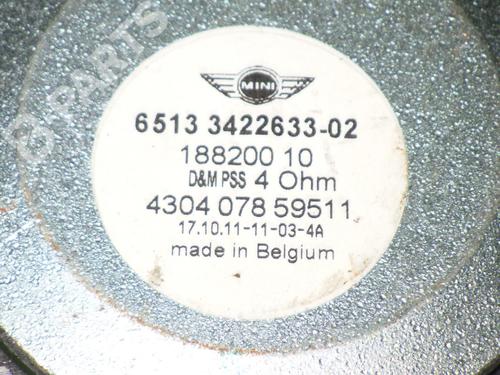 B PARTS
MINI
6513 3422633-02
188200 10
D&M PSS 4 Ohm
4304 078 59511
17.10.11-11-03-4A
made in Belgium